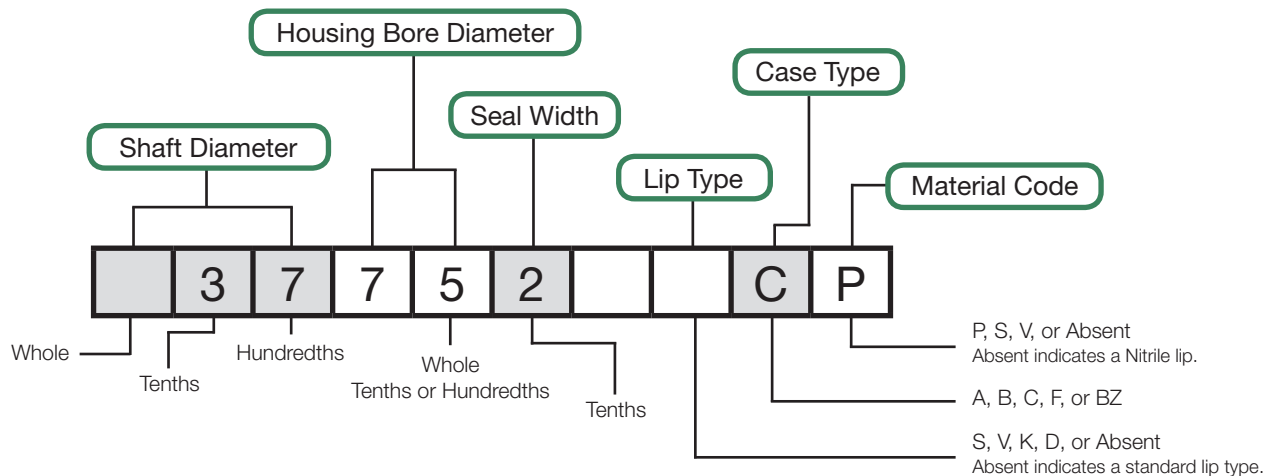 Housing Bore Diameter
Case Type
Seal Width
Shaft Diameter
Lip Type
Material Code
3 7 7 5 2 C P
Whole
Tenths
Hundredths
Whole
Tenths or Hundredths
Tenths
P, S, V, or Absent
Absent indicates a Nitrile lip.
A, B, C, F, or BZ
S, V, K, D, or Absent
Absent indicates a standard lip type.